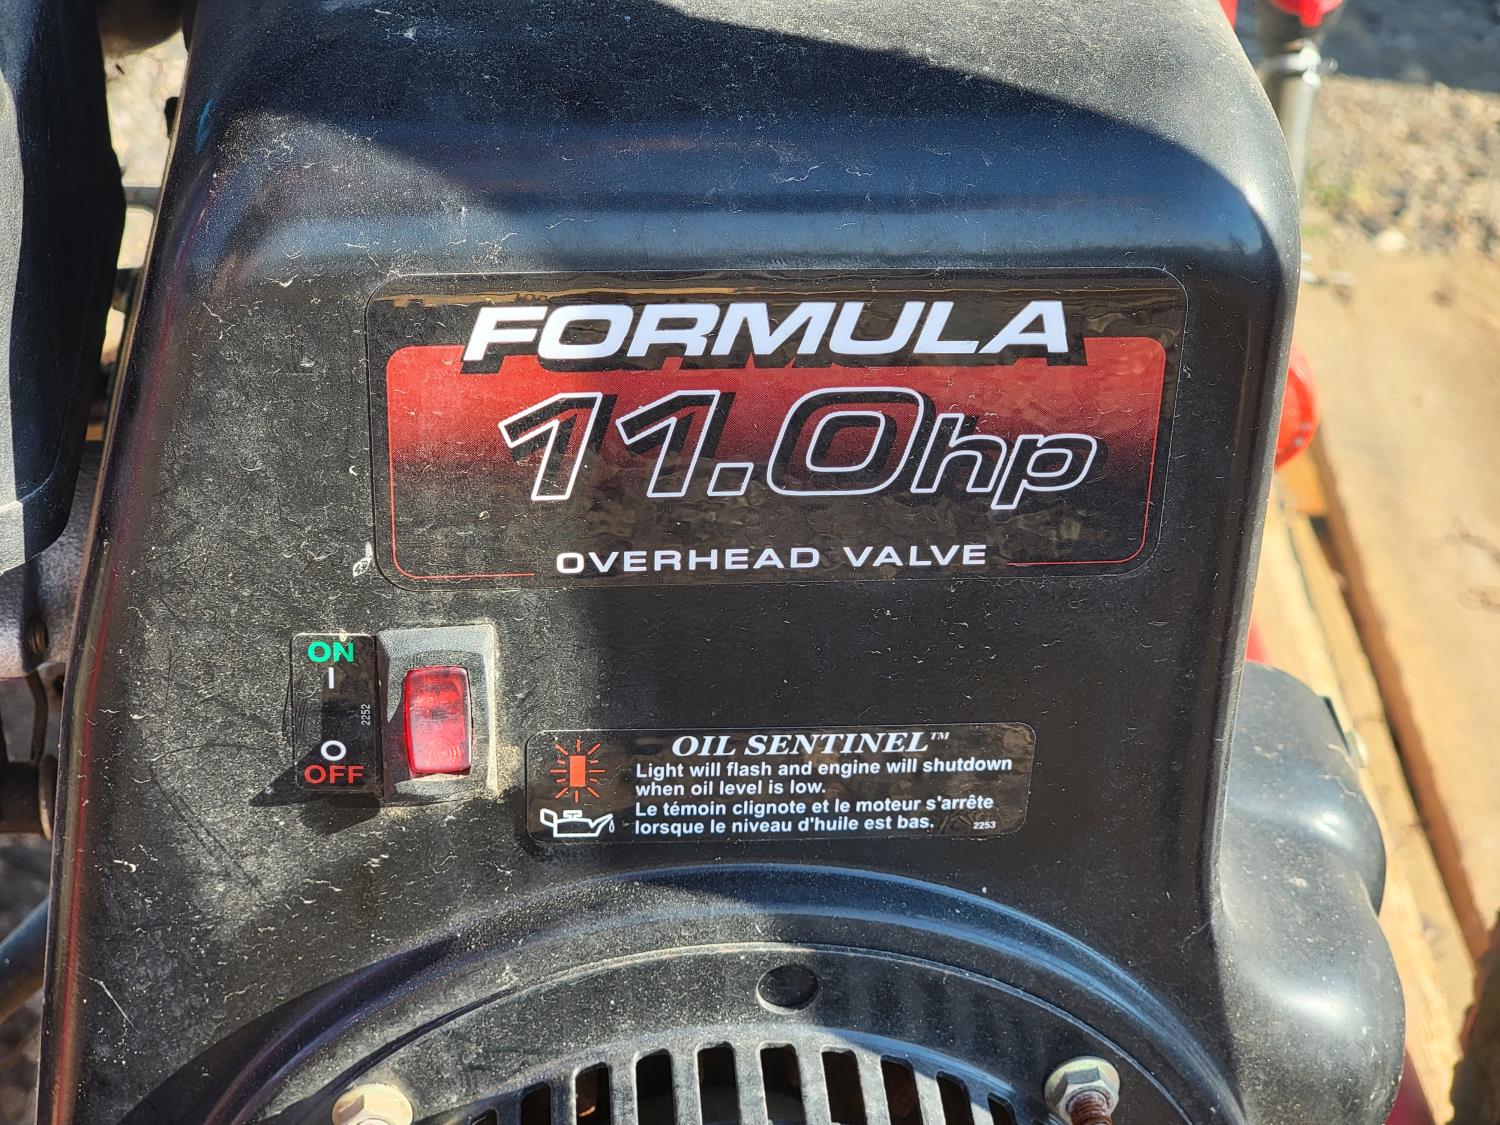 FORMULA
11.0hp
OVERHEAD VALVE
ON
I
2252
O
OFF
OIL SENTINEL™
Light will flash and engine will shutdown
when oil level is low.
Le témoin clignote et le moteur s'arrête
lorsque le niveau d'huile est bas.
2253